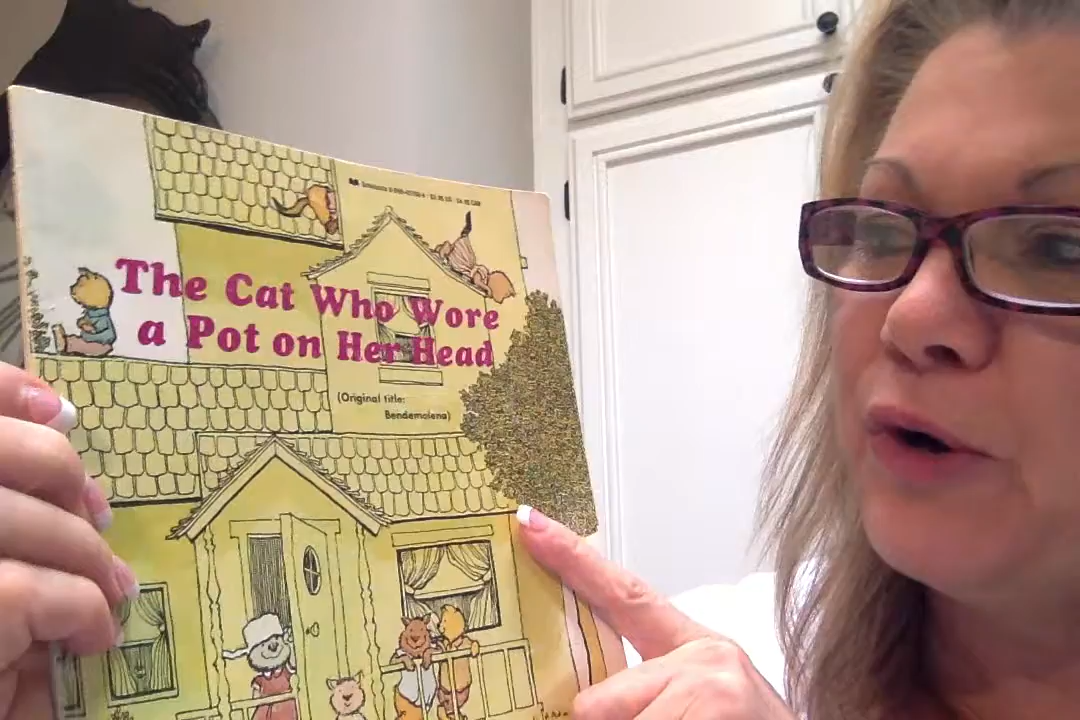 The Cat Who Wore
a Pot on Her Head
(Original title:
Bendemolena)